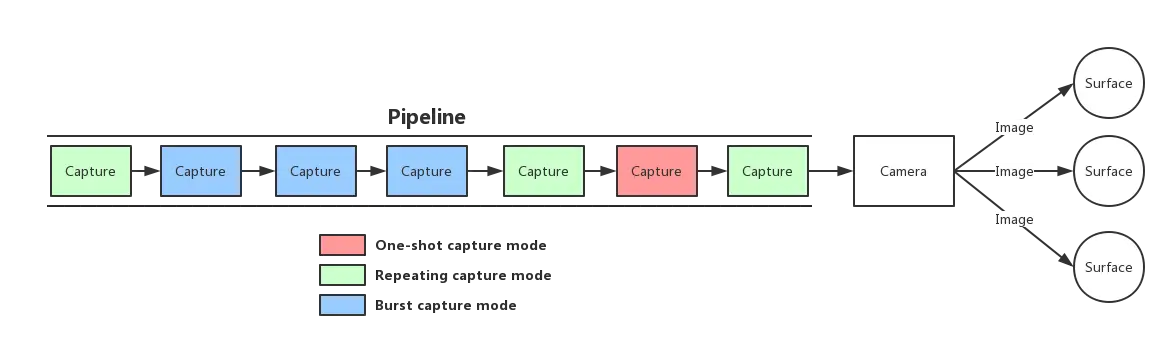 Pipeline
Capture Capture Capture Capture Capture Capture Capture
Camera
Image
Image
Image
Surface
Surface
Surface
One-shot capture mode
Repeating capture mode
Burst capture mode